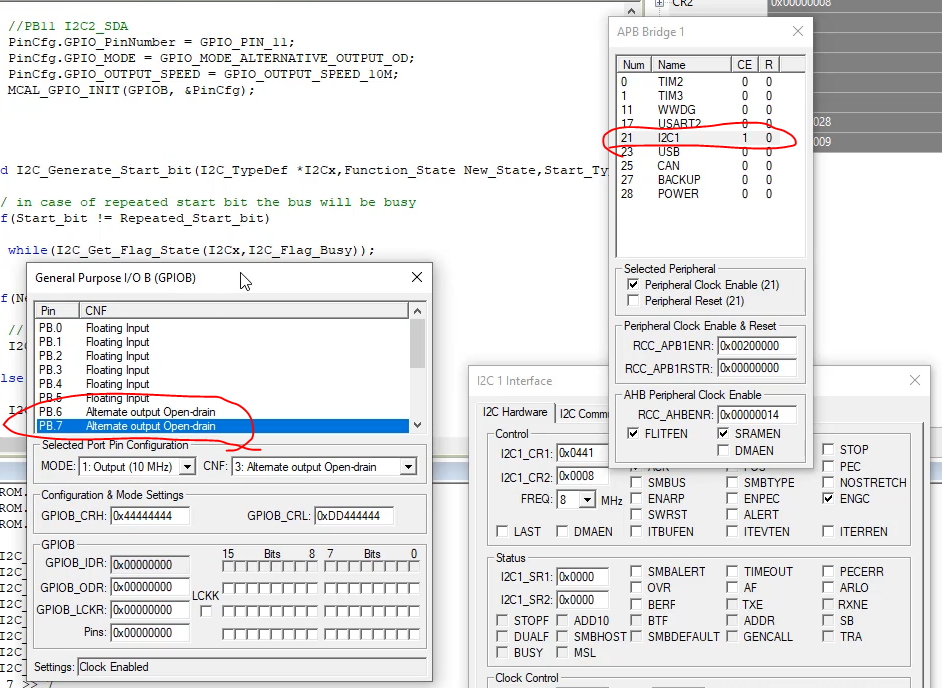 //PB11 I2C2_SDA
PinCfg.GPIO_PinNumber = GPIO_PIN_11;
PinCfg.GPIO_MODE = GPIO_MODE_ALTERNATIVE_OUTPUT_OD;
PinCfg.GPIO_OUTPUT_SPEED = GPIO_OUTPUT_SPEED_10M;
MCAL_GPIO_INIT(GPIOB, &PinCfg);
d I2C_Generate_Start_bit(I2C_TypeDef *I2Cx,Function_State New_State,Start_Ty
/ in case of repeated start bit the bus will be busy
f(Start_bit != Repeated_Start_bit)
while(I2C_Get_Flag_State(I2Cx,I2C_Flag_Busy));
f(Ne
//
I2C
lse
I2
CR2
0x00000008
028
009
APB Bridge 1
Num Name CE R
0 TIM2 0 0
1 TIM3 0 0
11 WWDG 0 0
17 USART2 0 0
21 I2C1 1 0
23 USB 0 0
25 CAN 0 0
27 BACKUP 0 0
28 POWER 0 0
Selected Peripheral
Peripheral Clock Enable (21)
Peripheral Reset (21)
Peripheral Clock Enable & Reset
RCC_APB1ENR: 0x00200000
RCC_APB1RSTR: 0x00000000
AHB Peripheral Clock Enable
RCC_AHBENR: 0x00000014
FLITFEN SRAMEN
DMAEN
General Purpose I/O B (GPIOB)
Pin CNF
PB.0 Floating Input
PB.1 Floating Input
PB.2 Floating Input
PB.3 Floating Input
PB.4 Floating Input
PB.5 Floating Input
PB.6 Alternate output Open-drain
PB.7 Alternate output Open-drain
Selected Port Pin Configuration
MODE: 1: Output (10 MHz) CNF: 3: Alternate output Open-drain
Configuration & Mode Settings
GPIOB_CRH: 0x44444444 GPIOB_CRL: 0xDD444444
GPIOB
15 Bits 8 7 Bits 0
GPIOB_IDR: 0x00000000
GPIOB_ODR: 0x00000000
LCKK
GPIOB_LCKR: 0x00000000
Pins: 0x00000000
Settings: Clock Enabled
ROM.
ROM.
ROM.
I2C_
I2C_
I2C_
I2C_
I2C_
I2C_
I2C_
I2C_
7 >> 7
I2C 1 Interface
I2C Hardware I2C Commu
Control
I2C1_CR1: 0x0441
I2C1_CR2: 0x0008
FREQ: 8 MHz
ACK POS STOP
PEC
SMBUS SMBTYPE NOSTRETCH
ENARP ENPEC ENGC
SWRST ALERT
LAST DMAEN ITBUFEN ITEVTEN ITERREN
Status
I2C1_SR1: 0x0000 SMBALERT TIMEOUT PECERR
OVR AF ARLO
I2C1_SR2: 0x0000 BERF TXE RXNE
STOPF ADD10 BTF ADDR SB
DUALF SMBHOST SMBDEFAULT GENCALL TRA
BUSY MSL
Clock Control